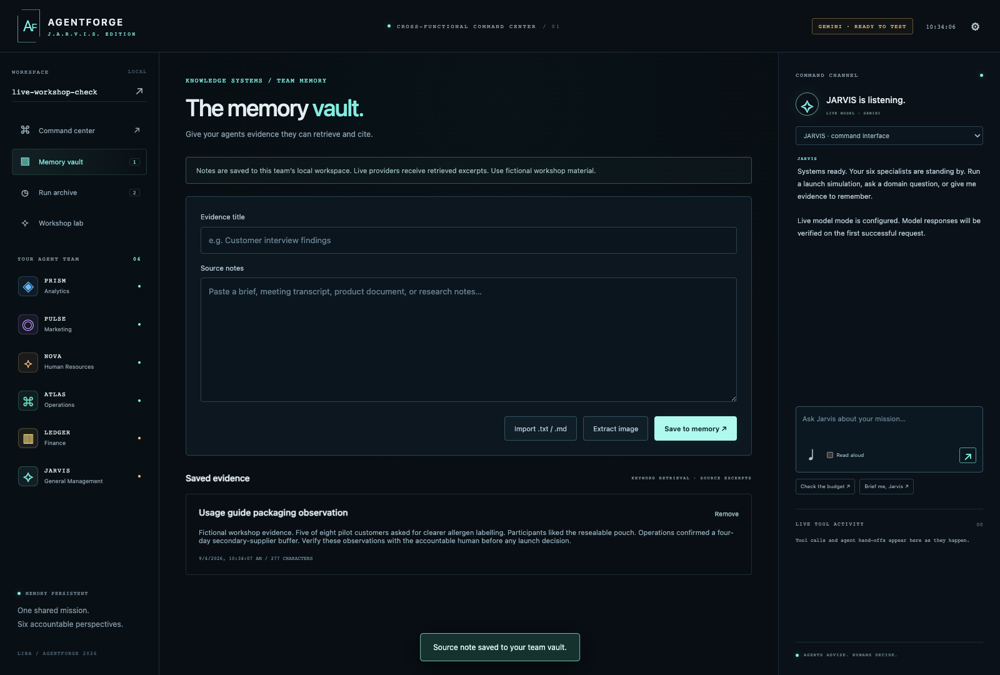 AF
AGENTFORGE
J.A.R.V.I.S. EDITION
CROSS-FUNCTIONAL COMMAND CENTER / 01
GEMINI · READY TO TEST
10:34:06
WORKSPACE
LOCAL
live-workshop-check
Command center
Memory vault
1
Run archive
2
Workshop lab
YOUR AGENT TEAM
06
PRISM
Analytics
PULSE
Marketing
NOVA
Human Resources
ATLAS
Operations
LEDGER
Finance
JARVIS
General Management
MEMORY PERSISTENT
One shared mission.
Six accountable perspectives.
LIBA / AGENTFORGE 2026
KNOWLEDGE SYSTEMS / TEAM MEMORY
The memory vault.
Give your agents evidence they can retrieve and cite.
Notes are saved to this team's local workspace. Live providers receive retrieved excerpts. Use fictional workshop material.
Evidence title
e.g. Customer interview findings
Source notes
Paste a brief, meeting transcript, product document, or research notes...
Import .txt / .md
Extract image
Save to memory ↗
Saved evidence
KEYWORD RETRIEVAL · SOURCE EXCERPTS
Usage guide packaging observation
Remove
Fictional workshop evidence. Five of eight pilot customers asked for clearer allergen labelling. Participants liked the resealable pouch. Operations confirmed a four-
day secondary-supplier buffer. Verify these observations with the accountable human before any launch decision.
9/4/2026, 10:34:07 AM / 277 CHARACTERS
Source note saved to your team vault.
COMMAND CHANNEL
JARVIS is listening.
LIVE MODEL · GEMINI
JARVIS · command interface
JARVIS
Systems ready. Your six specialists are standing by. Run
a launch simulation, ask a domain question, or give me
evidence to remember.
Live model mode is configured. Model responses will be
verified on the first successful request.
Ask Jarvis about your mission...
Read aloud
Check the budget ↗
Brief me, Jarvis ↗
LIVE TOOL ACTIVITY
00
Tool calls and agent hand-offs appear here as they happen.
AGENTS ADVISE. HUMANS DECIDE.